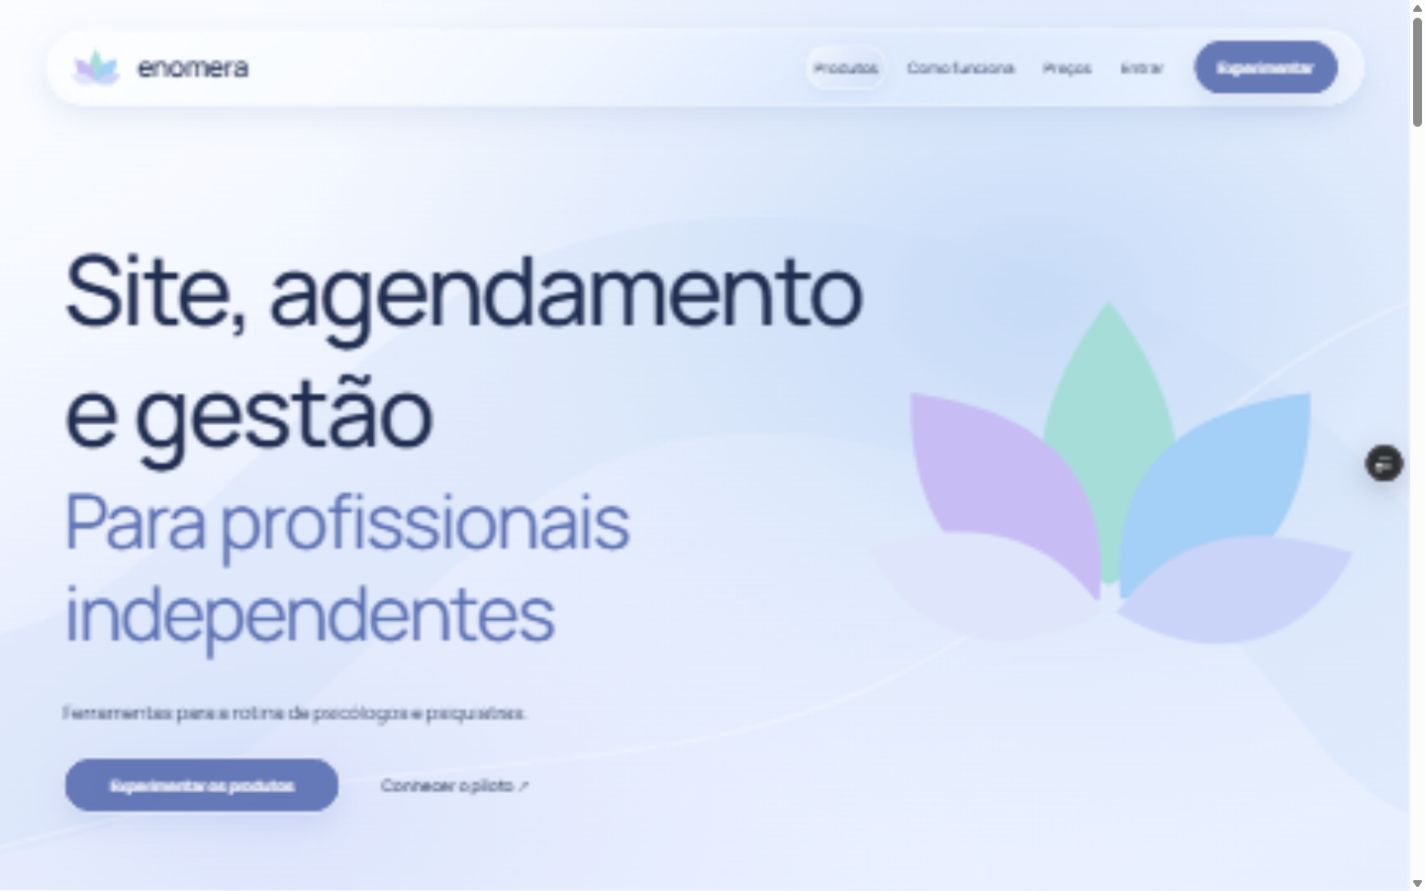 enomera
Produtos
Como funciona
Preços
Entrar
Experimentar
Site, agendamento
e gestão
Para profissionais
independentes
Ferramentas para a rotina de psicólogos e psiquiatras.
Experimentar os produtos
Conhecer o piloto ↗